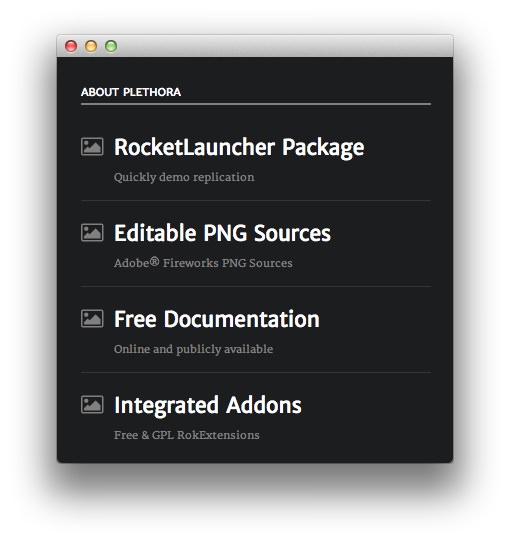 ABOUT PLETHORA
RocketLauncher Package
Quickly demo replication
Editable PNG Sources
Adobe® Fireworks PNG Sources
Free Documentation
Online and publicly available
Integrated Addons
Free & GPL RokExtensions